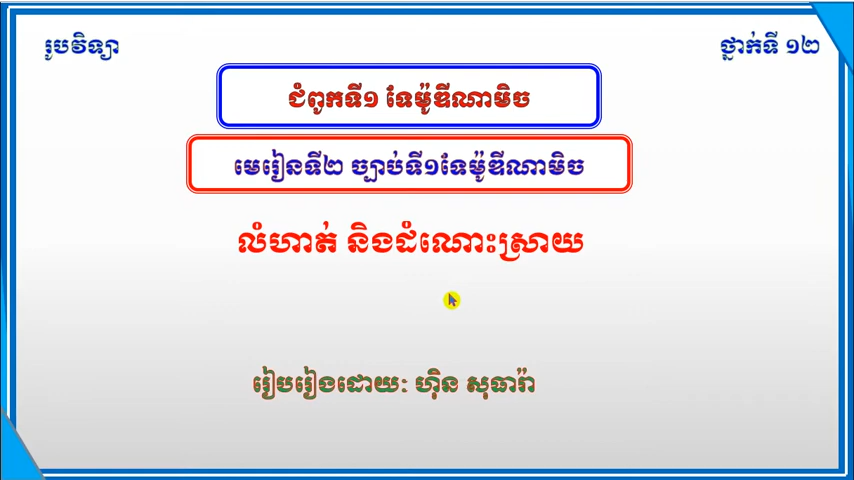 រូបវិទ្យា
ថ្នាក់ទី ១២
ជំពូកទី១ ទែម៉ូឌីណាមិច
មេរៀនទី២ ច្បាប់ទី១ទែម៉ូឌីណាមិច
លំហាត់ និងដំណោះស្រាយ
រៀបរៀងដោយៈ ហ៊ិន សុធារ៉ា